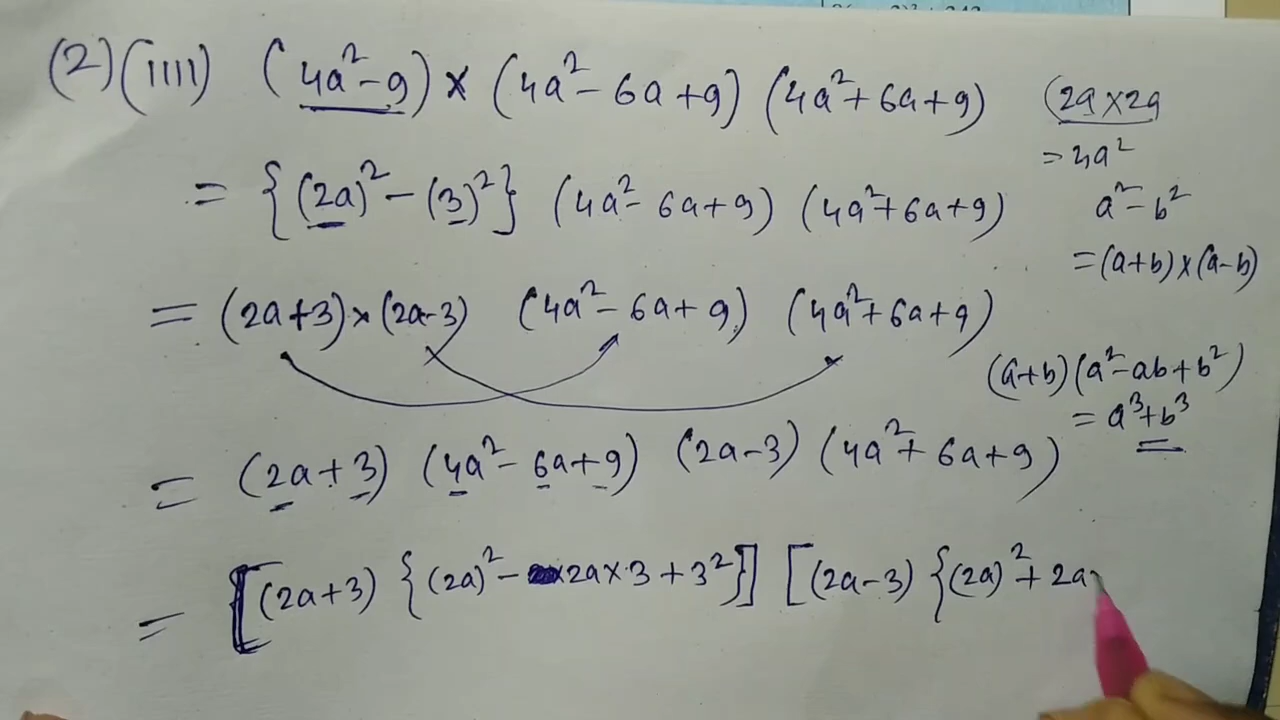 (2)(iiii) (4a²-9)×(4a²-6a+9)(4a²+6a+9)
(2a×2a
= 4a²
= {(2a)²-(3)²} (4a²-6a+9) (4a²+6a+9)
a²-b²
= (a+b)×(a-b)
= (2a+3)×(2a-3) (4a²-6a+9) (4a²+6a+9)
(a+b)(a²-ab+b²)
= a³+b³
= (2a+3) (4a²-6a+9) (2a-3) (4a²+6a+9)
= [(2a+3) {(2a)²-2a×3+3²}] [(2a-3) {(2a)²+2a